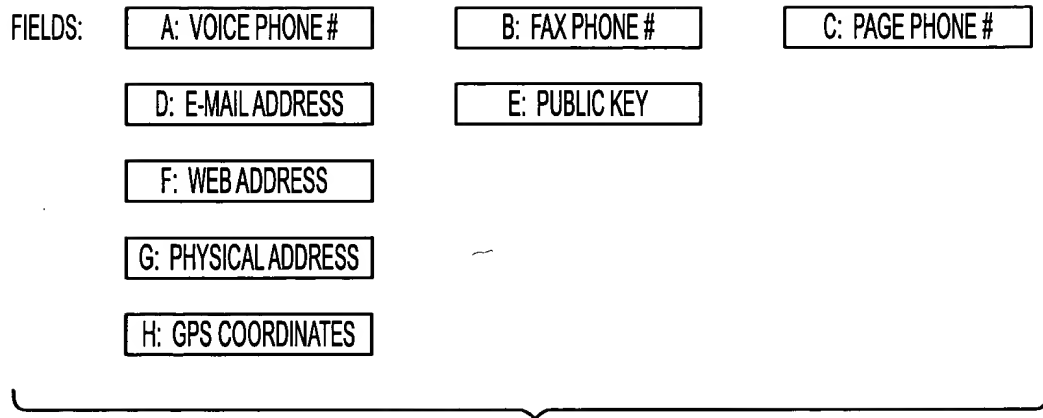 FIELDS: A: VOICE PHONE # B: FAX PHONE # C: PAGE PHONE #
D: E-MAIL ADDRESS E: PUBLIC KEY
F: WEB ADDRESS
G: PHYSICAL ADDRESS
H: GPS COORDINATES